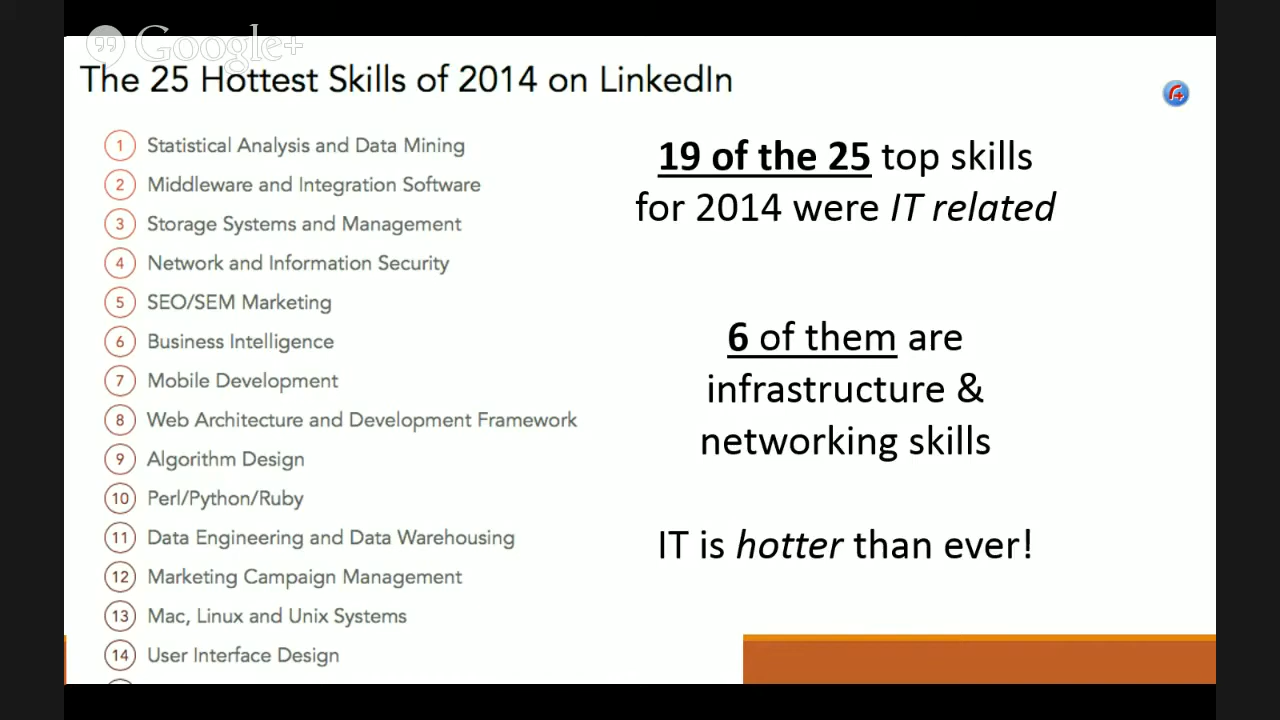 Google+
The 25 Hottest Skills of 2014 on LinkedIn
1 Statistical Analysis and Data Mining
2 Middleware and Integration Software
3 Storage Systems and Management
4 Network and Information Security
5 SEO/SEM Marketing
6 Business Intelligence
7 Mobile Development
8 Web Architecture and Development Framework
9 Algorithm Design
10 Perl/Python/Ruby
11 Data Engineering and Data Warehousing
12 Marketing Campaign Management
13 Mac, Linux and Unix Systems
14 User Interface Design
19 of the 25 top skills
for 2014 were IT related
6 of them are
infrastructure &
networking skills
IT is hotter than ever!